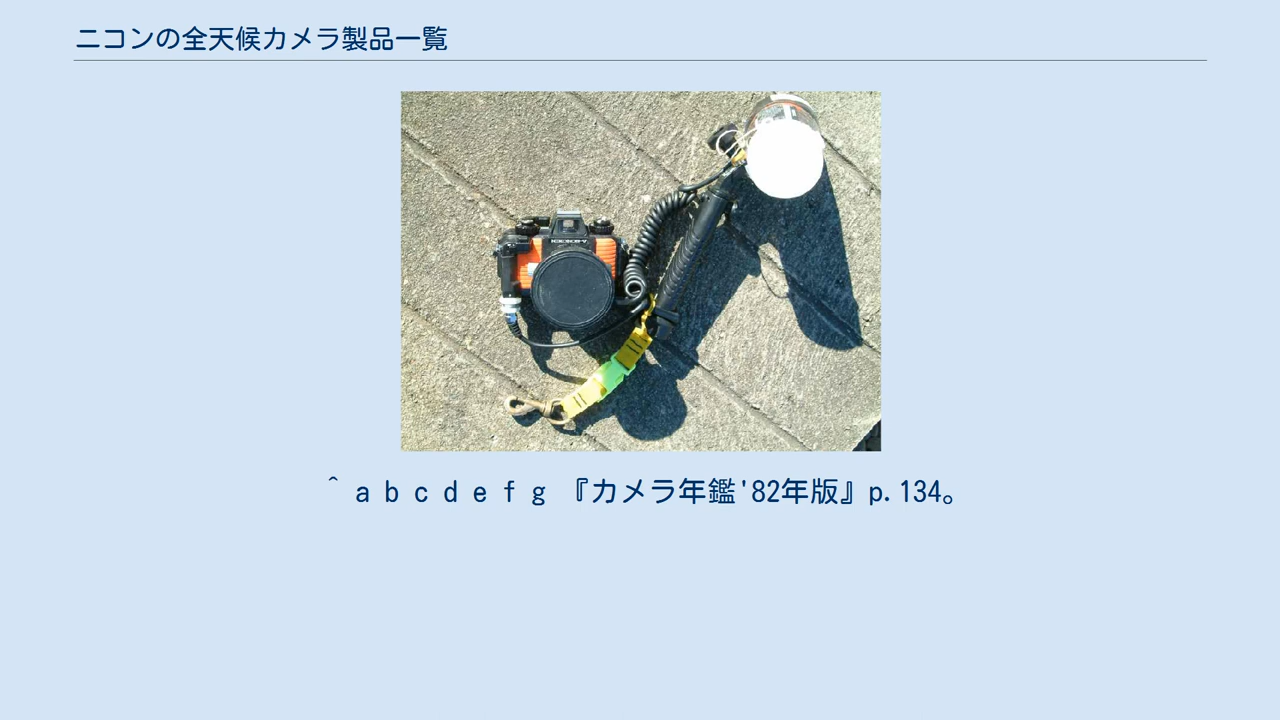 ニコンの全天候カメラ製品一覧
^ a b c d e f g 『カメラ年鑑'82年版』p.134。